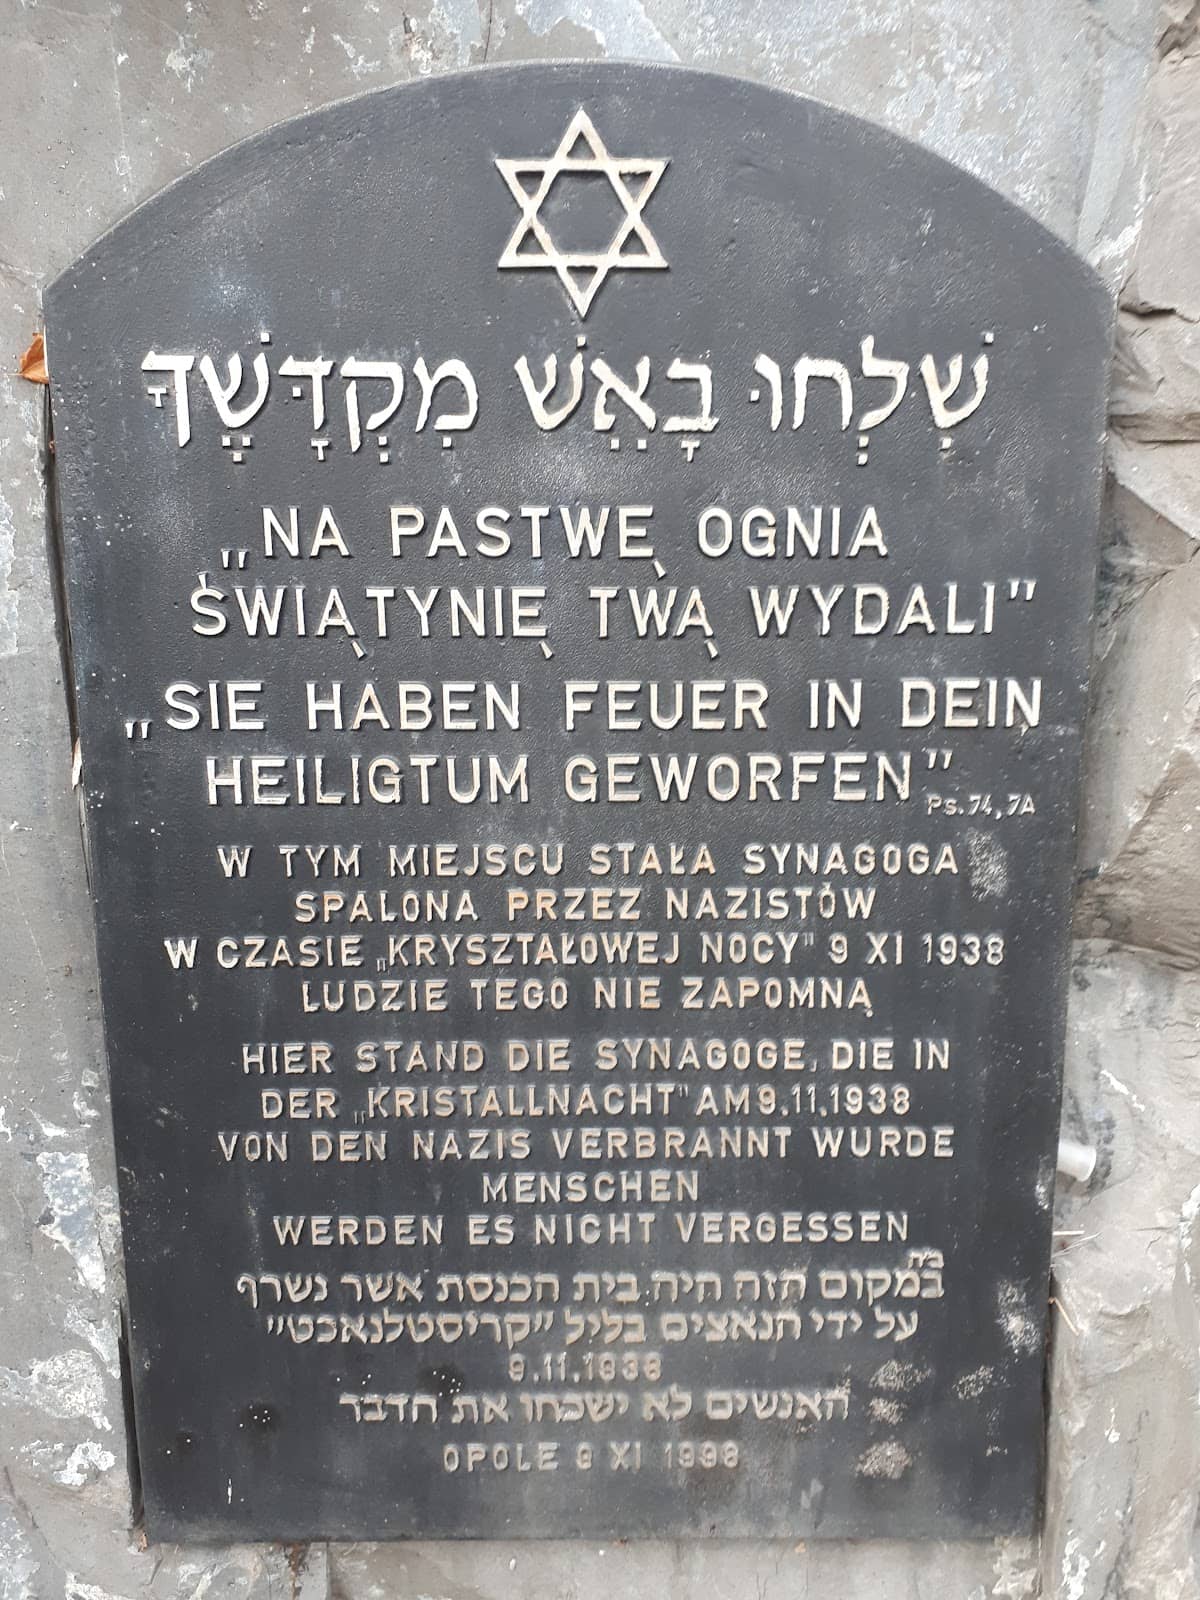 שִׁלְחוּ בָאֵשׁ מִקְדָּשֶׁךָ
„NA PASTWĘ OGNIA
ŚWIĄTYNIĘ TWĄ WYDALI"
„SIE HABEN FEUER IN DEIN
HEILIGTUM GEWORFEN"
Ps. 74, 7A
W TYM MIEJSCU STAŁA SYNAGOGA
SPALONA PRZEZ NAZISTÓW
W CZASIE „KRYSZTAŁOWEJ NOCY" 9 XI 1938
LUDZIE TEGO NIE ZAPOMNĄ
HIER STAND DIE SYNAGOGE, DIE IN
DER „KRISTALLNACHT" AM 9.11.1938
VON DEN NAZIS VERBRANNT WURDE
MENSCHEN
WERDEN ES NICHT VERGESSEN
ב״ה
במקום הזה היה בית הכנסת אשר נשרף
על ידי הנאצים בליל "קריסטלנאכט"
9.11.1938
האנשים לא ישכחו את הדבר
OPOLE 9 XI 1998